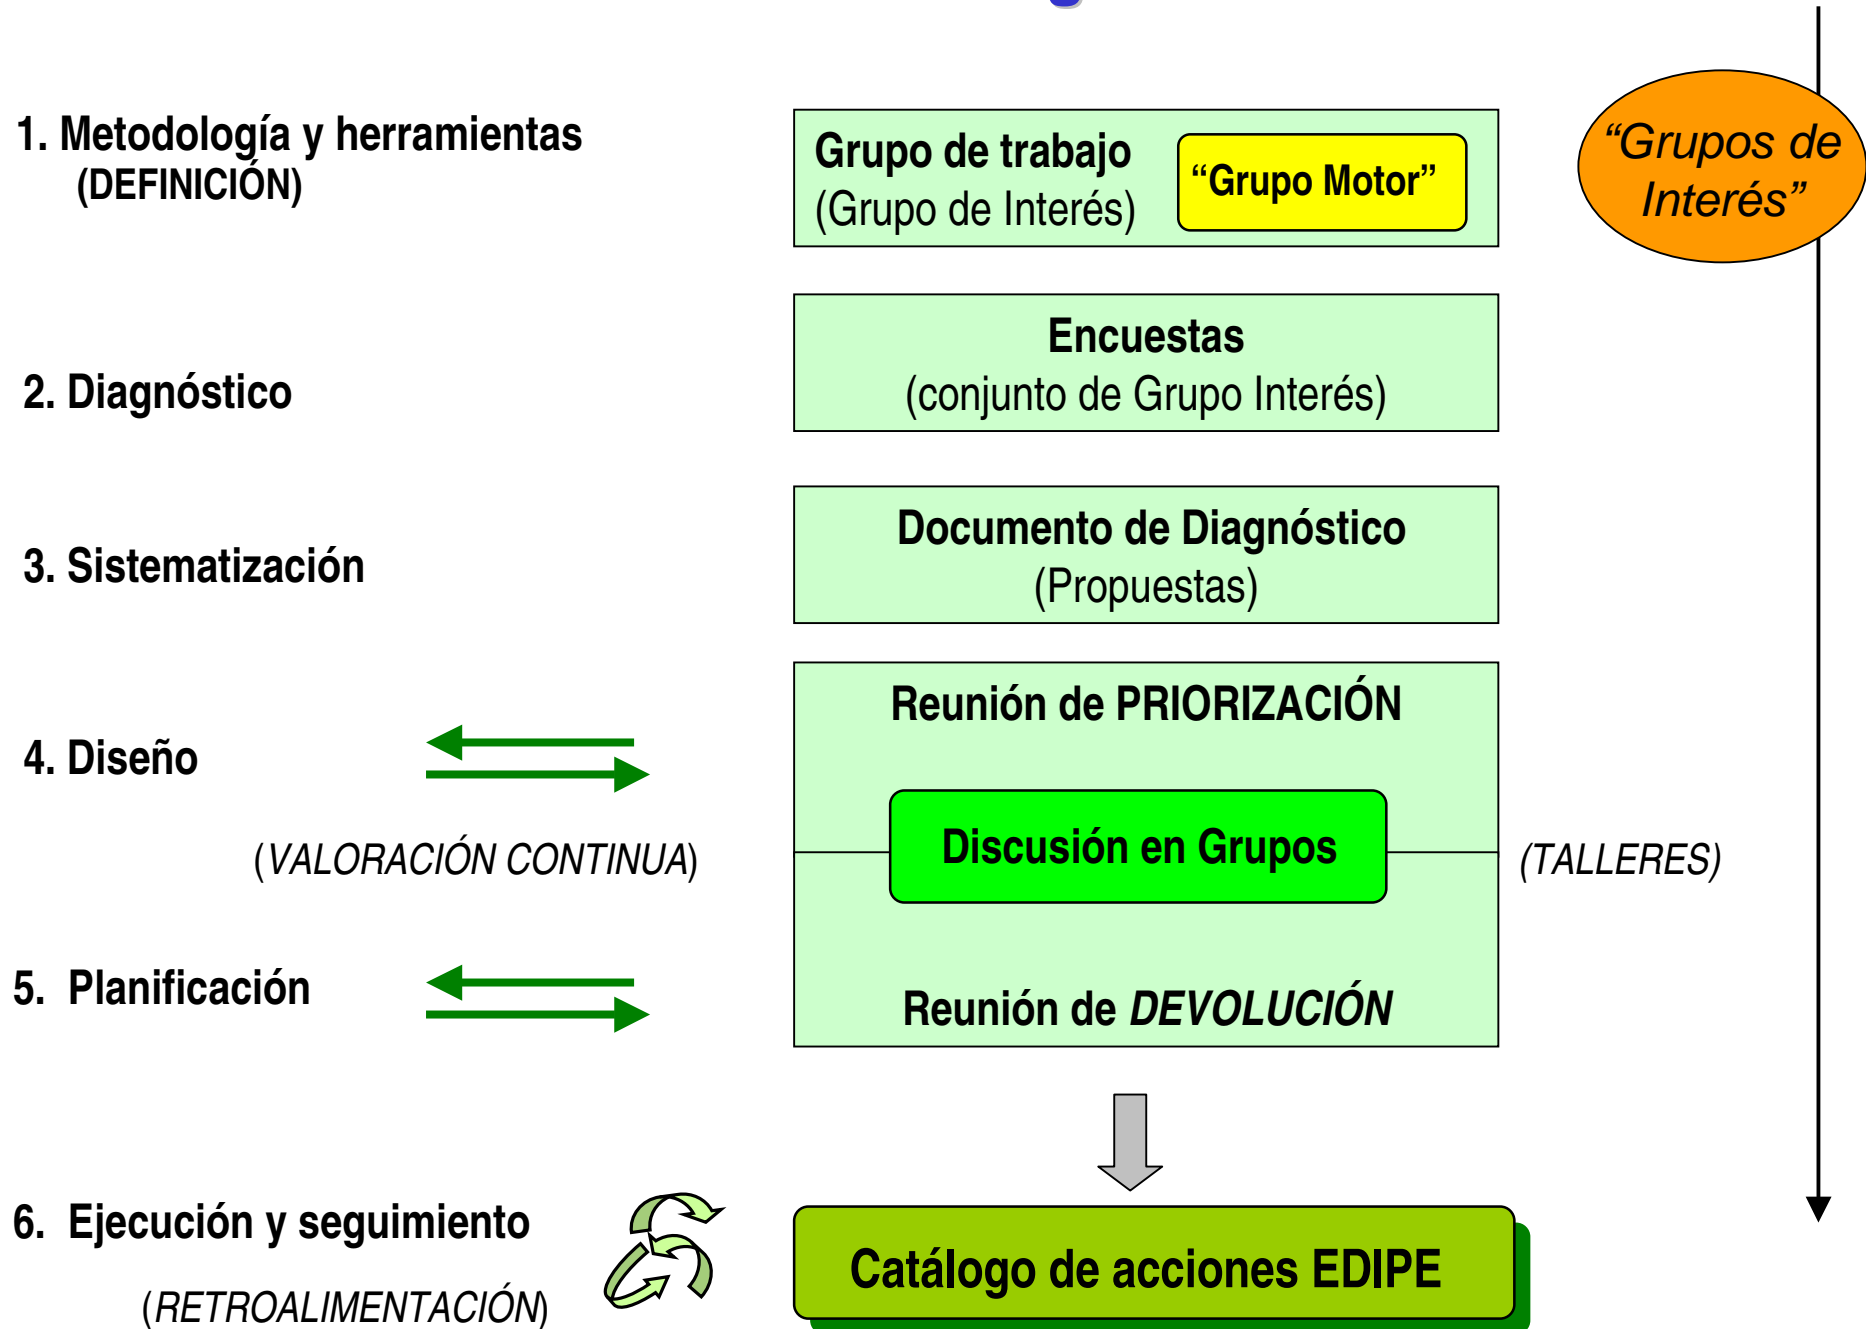 1. Metodología y herramientas
(DEFINICIÓN)
Grupo de trabajo
(Grupo de Interés)
“Grupo Motor”
“Grupos de
Interés”
2. Diagnóstico
Encuestas
(conjunto de Grupo Interés)
3. Sistematización
Documento de Diagnóstico
(Propuestas)
4. Diseño
Reunión de PRIORIZACIÓN
(VALORACIÓN CONTINUA)
Discusión en Grupos
(TALLERES)
5. Planificación
Reunión de DEVOLUCIÓN
6. Ejecución y seguimiento
(RETROALIMENTACIÓN)
Catálogo de acciones EDIPE